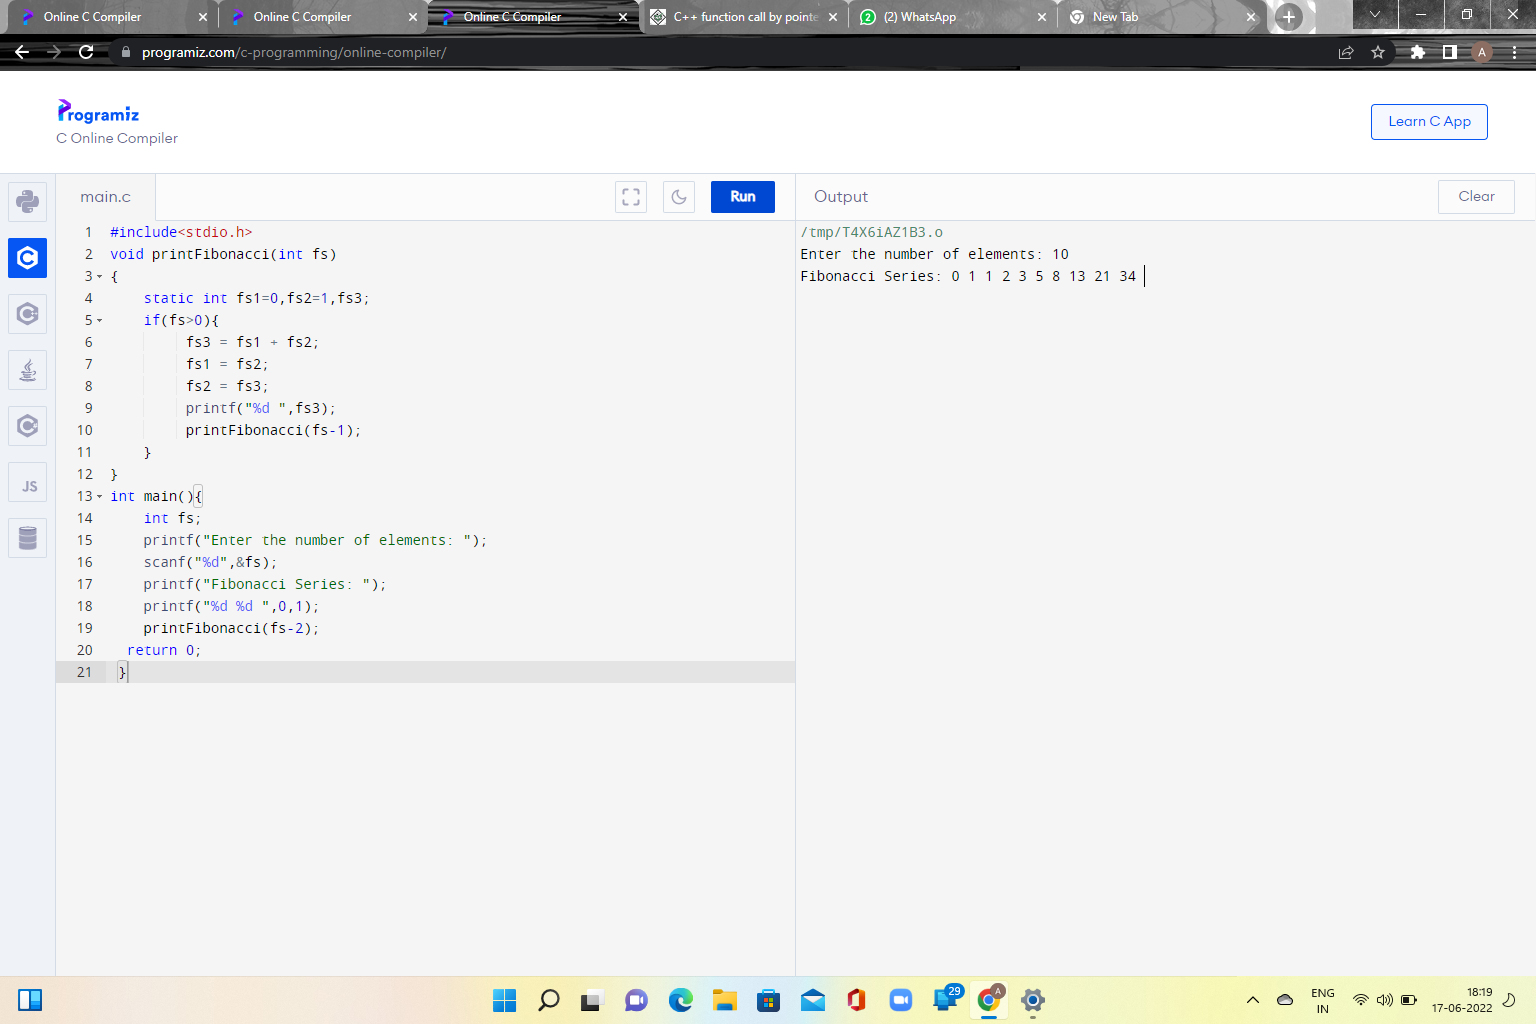 Online C Compiler
Online C Compiler
Online C Compiler
C++ function call by pointe
(2) WhatsApp
New Tab
programiz.com/c-programming/online-compiler/
A
Programiz
C Online Compiler
Learn C App
main.c
Run
Output
Clear
1 #include<stdio.h>
2 void printFibonacci(int fs)
3 {
4 static int fs1=0,fs2=1,fs3;
5 if(fs>0){
6 fs3 = fs1 + fs2;
7 fs1 = fs2;
8 fs2 = fs3;
9 printf("%d ",fs3);
10 printFibonacci(fs-1);
11 }
12 }
13 int main(){
14 int fs;
15 printf("Enter the number of elements: ");
16 scanf("%d",&fs);
17 printf("Fibonacci Series: ");
18 printf("%d %d ",0,1);
19 printFibonacci(fs-2);
20 return 0;
21 }
/tmp/T4X6iAZ1B3.o
Enter the number of elements: 10
Fibonacci Series: 0 1 1 2 3 5 8 13 21 34
JS
29
A
ENG
IN
18:19
17-06-2022